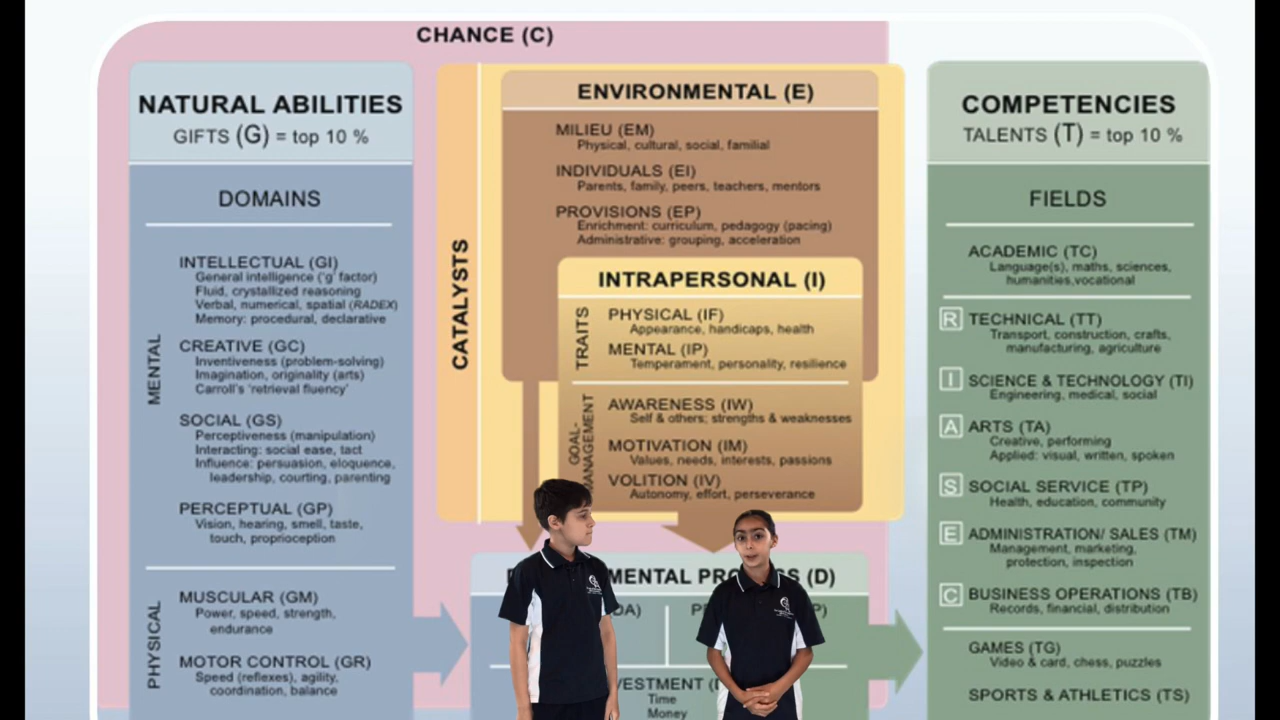 CHANCE (C)
NATURAL ABILITIES
GIFTS (G) = top 10 %
DOMAINS
MENTAL
INTELLECTUAL (GI)
General intelligence ('g' factor)
Fluid, crystallized reasoning
Verbal, numerical, spatial (RADEX)
Memory: procedural, declarative
CREATIVE (GC)
Inventiveness (problem-solving)
Imagination, originality (arts)
Carroll's 'retrieval fluency'
SOCIAL (GS)
Perceptiveness (manipulation)
Interacting: social ease, tact
Influence: persuasion, eloquence,
leadership, courting, parenting
PERCEPTUAL (GP)
Vision, hearing, smell, taste,
touch, proprioception
PHYSICAL
MUSCULAR (GM)
Power, speed, strength,
endurance
MOTOR CONTROL (GR)
Speed (reflexes), agility,
coordination, balance
CATALYSTS
ENVIRONMENTAL (E)
MILIEU (EM)
Physical, cultural, social, familial
INDIVIDUALS (EI)
Parents, family, peers, teachers, mentors
PROVISIONS (EP)
Enrichment: curriculum, pedagogy (pacing)
Administrative: grouping, acceleration
INTRAPERSONAL (I)
TRAITS
PHYSICAL (IF)
Appearance, handicaps, health
MENTAL (IP)
Temperament, personality, resilience
GOAL-
MANAGEMENT
AWARENESS (IW)
Self & others; strengths & weaknesses
MOTIVATION (IM)
Values, needs, interests, passions
VOLITION (IV)
Autonomy, effort, perseverance
(D)
Time
Money
COMPETENCIES
TALENTS (T) = top 10 %
FIELDS
ACADEMIC (TC)
Language(s), maths, sciences,
humanities,vocational
R TECHNICAL (TT)
Transport, construction, crafts,
manufacturing, agriculture
I SCIENCE & TECHNOLOGY (TI)
Engineering, medical, social
A ARTS (TA)
Creative, performing
Applied: visual, written, spoken
S SOCIAL SERVICE (TP)
Health, education, community
E ADMINISTRATION/ SALES (TM)
Management, marketing,
protection, inspection
C BUSINESS OPERATIONS (TB)
Records, financial, distribution
GAMES (TG)
Video & card, chess, puzzles
SPORTS & ATHLETICS (TS)